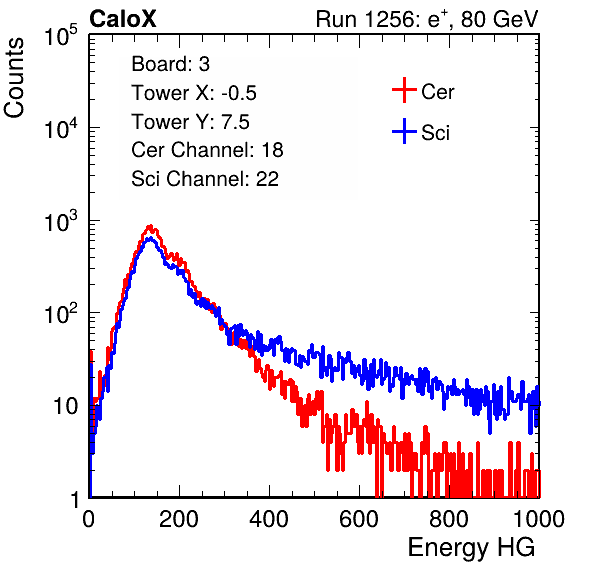 CaloX Run 1256: e⁺, 80 GeV
Counts
Board: 3
Tower X: -0.5
Tower Y: 7.5
Cer Channel: 18
Sci Channel: 22
Cer
Sci
10⁵
10⁴
10³
10²
10
1
0 200 400 600 800 1000
Energy HG